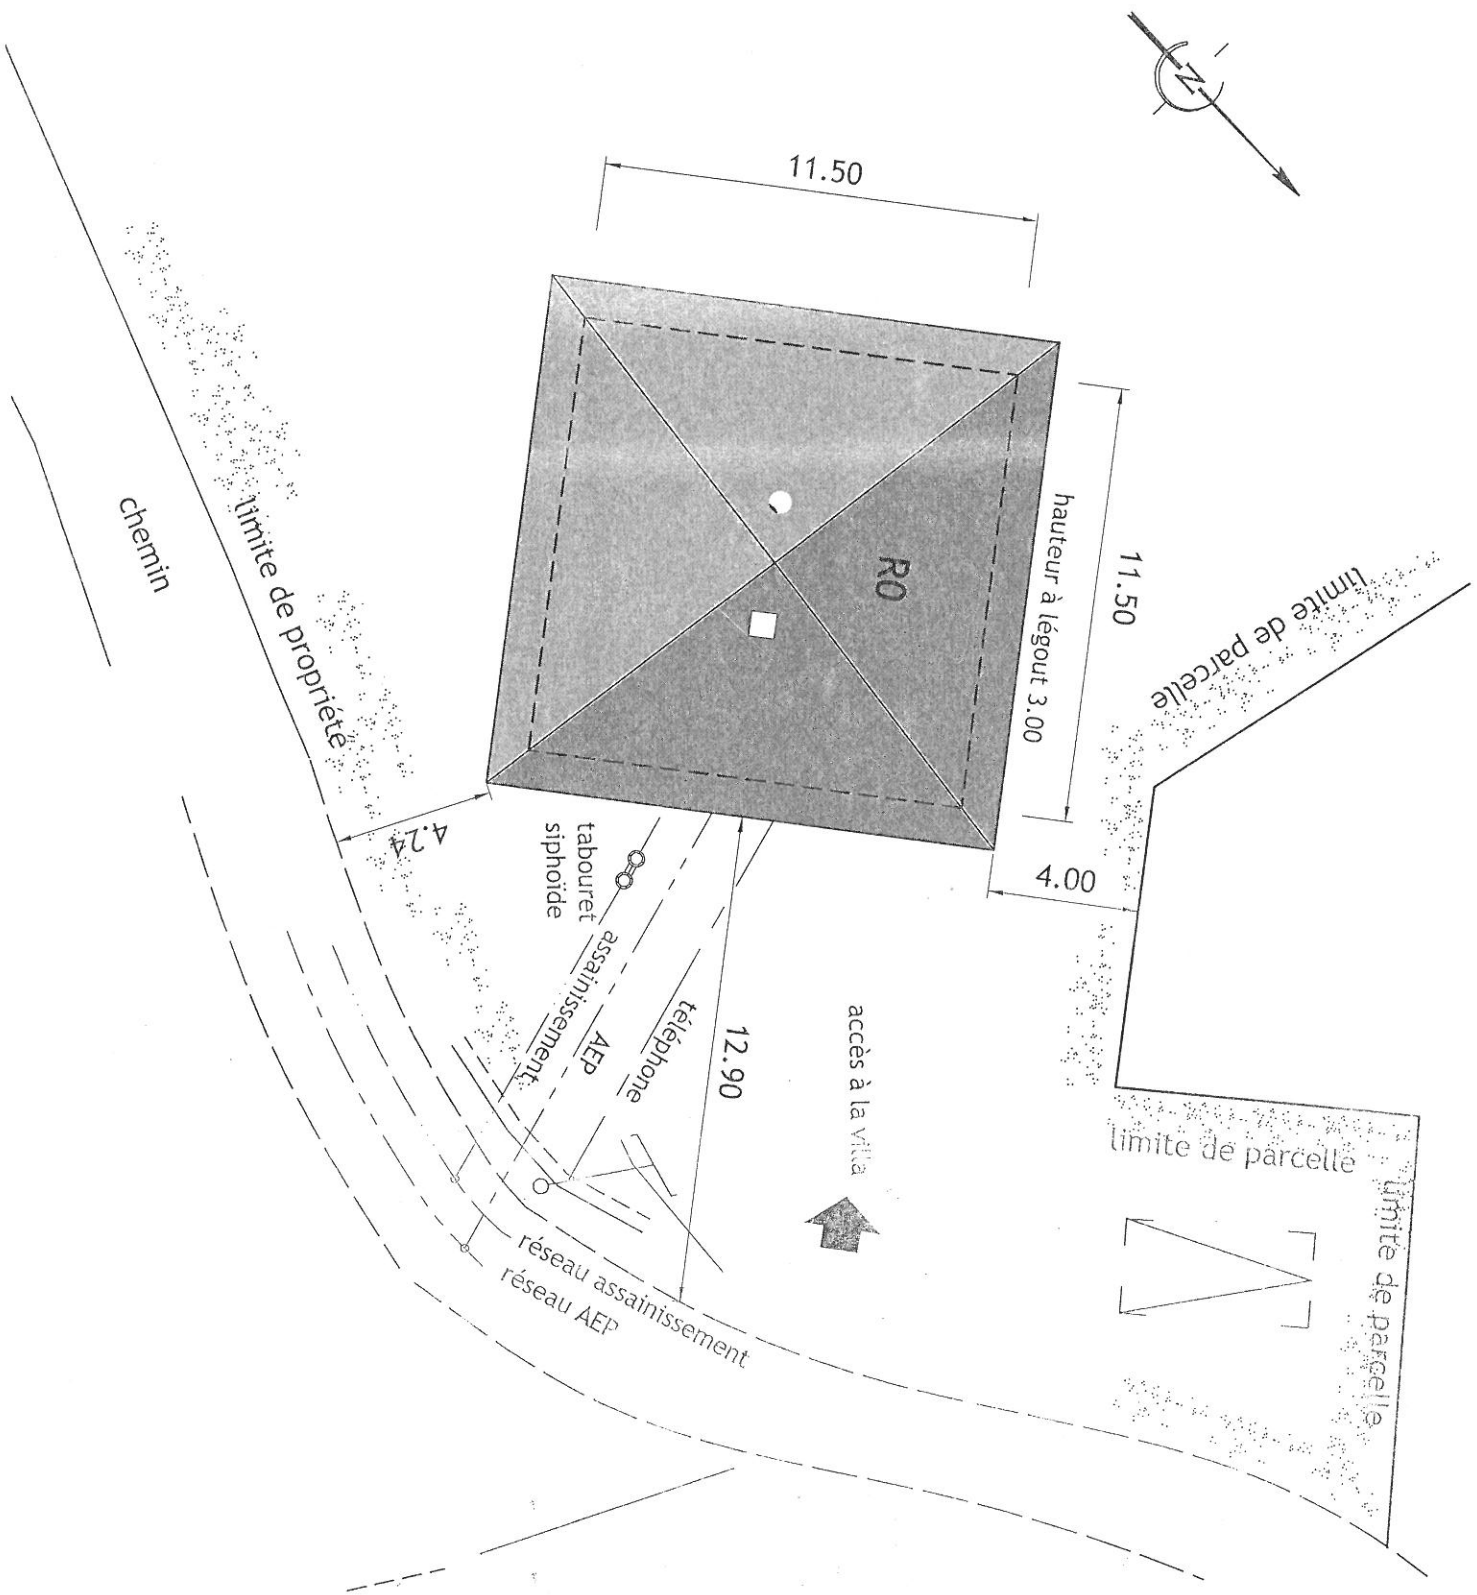 N
11.50
11.50
hauteur à légout 3.00
R0
limite de parcelle
chemin
limite de propriété
4.24
4.00
tabouret
siphoïde
assainissement
AEP
téléphone
12.90
accès à la villa
limite de parcelle
limite de parcelle
réseau assainissement
réseau AEP